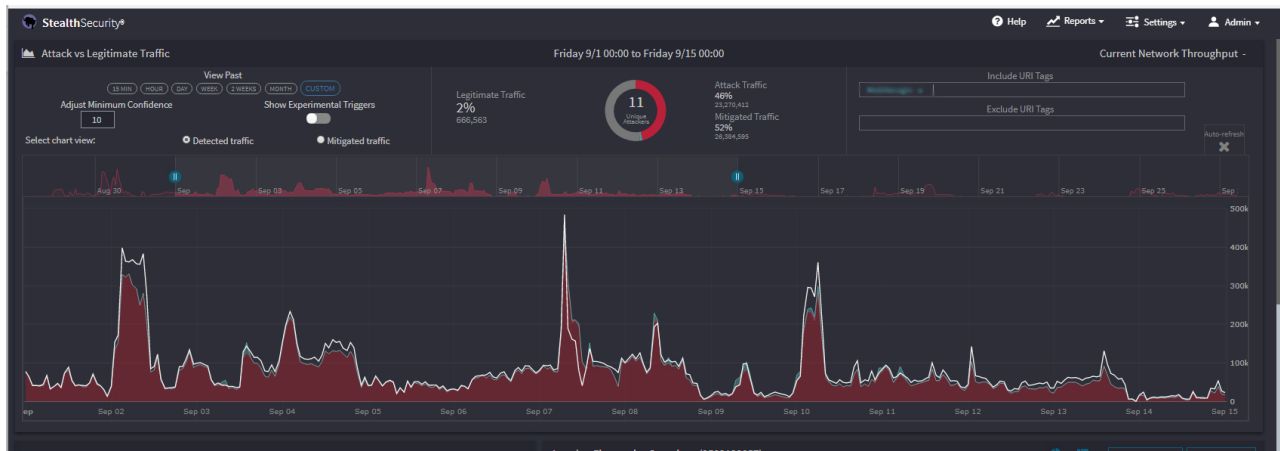 StealthSecurity®
Help Reports Settings Admin
Attack vs Legitimate Traffic
Friday 9/1 00:00 to Friday 9/15 00:00
Current Network Throughput -
View Past
15 MIN HOUR DAY WEEK 2 WEEKS MONTH CUSTOM
Adjust Minimum Confidence
10
Show Experimental Triggers
Select chart view:
Detected traffic
Mitigated traffic
Legitimate Traffic
2%
666,563
11
Unique
Attackers
Attack Traffic
46%
23,270,412
Mitigated Traffic
52%
26,384,595
Include URI Tags
Exclude URI Tags
Auto-refresh
Aug 30 Sep Sep 03 Sep 05 Sep 07 Sep 09 Sep 11 Sep 13 Sep 15 Sep 17 Sep 19 Sep 21 Sep 23 Sep 25 Sep
500k
400k
300k
200k
100k
0
ep Sep 02 Sep 03 Sep 04 Sep 05 Sep 06 Sep 07 Sep 08 Sep 09 Sep 10 Sep 11 Sep 12 Sep 13 Sep 14 Sep 15